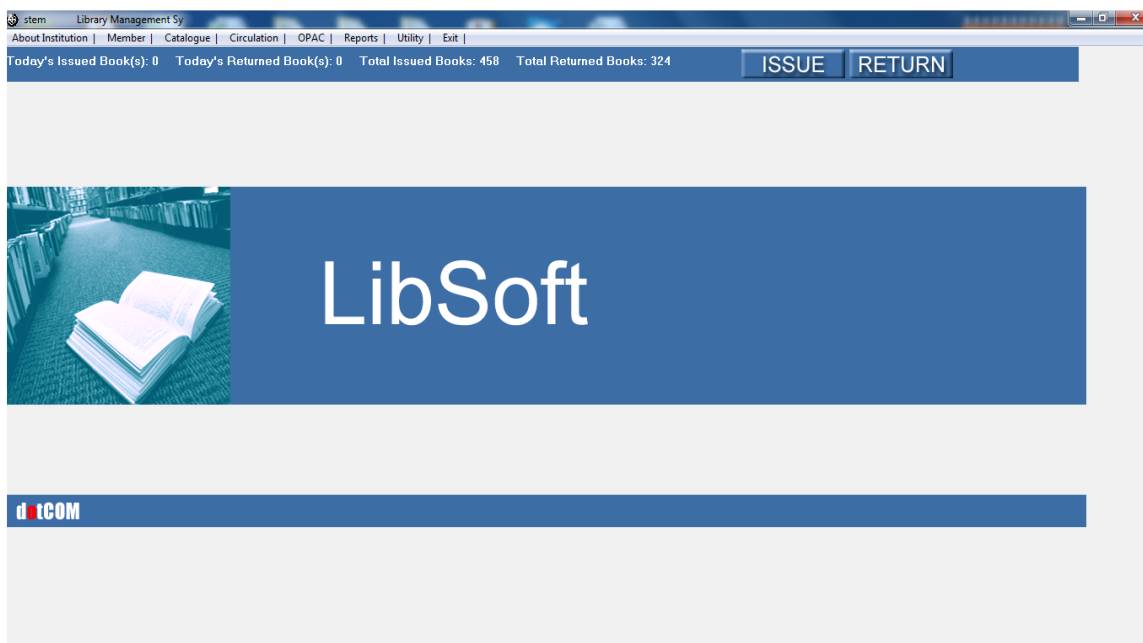 stem Library Management Sy
About Institution | Member | Catalogue | Circulation | OPAC | Reports | Utility | Exit |
Today's Issued Book(s): 0 Today's Returned Book(s): 0 Total Issued Books: 458 Total Returned Books: 324 ISSUE RETURN
LibSoft
dotCOM